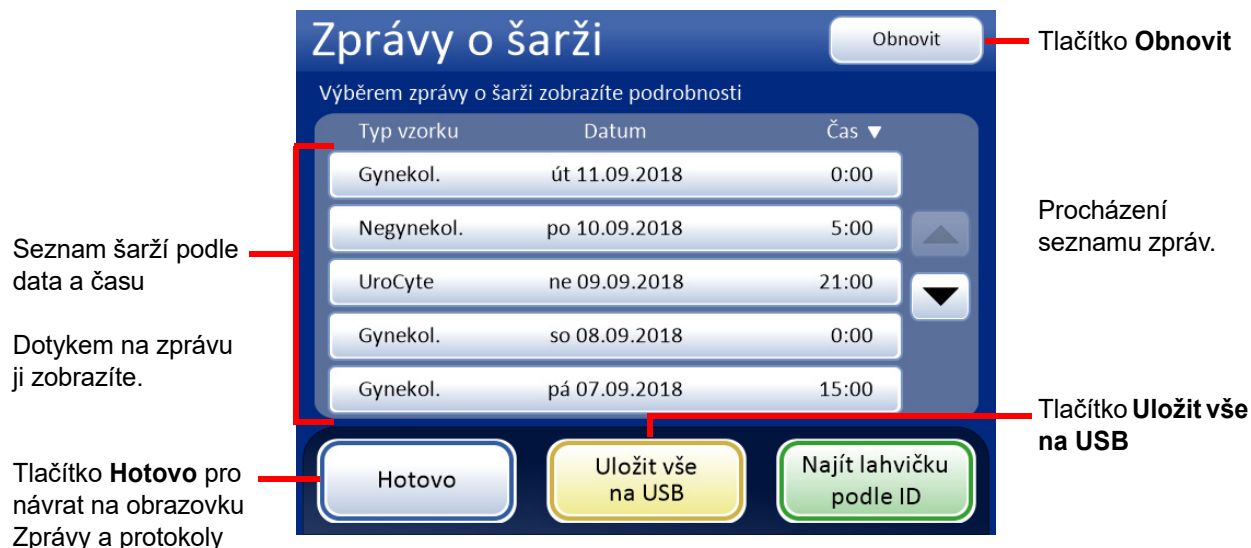 Zprávy o šarži
Obnovit
Tlačítko Obnovit
Výběrem zprávy o šarži zobrazíte podrobnosti
Typ vzorku Datum Čas ▼
Gynekol. út 11.09.2018 0:00
Negynekol. po 10.09.2018 5:00
UroCyte ne 09.09.2018 21:00
Gynekol. so 08.09.2018 0:00
Gynekol. pá 07.09.2018 15:00
Procházení
seznamu zpráv.
Seznam šarží podle
data a času
Dotykem na zprávu
ji zobrazíte.
Tlačítko Uložit vše
na USB
Tlačítko Hotovo pro
návrat na obrazovku
Zprávy a protokoly
Hotovo
Uložit vše
na USB
Najít lahvičku
podle ID